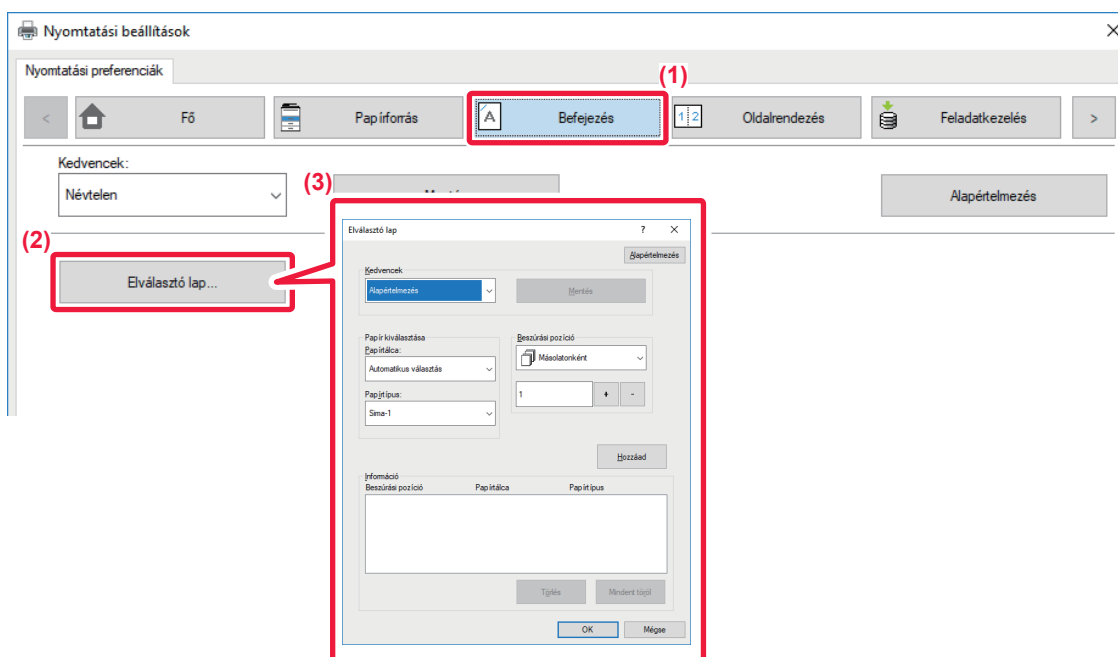 Nyomtatási beállítások
Nyomtatási preferenciák
(1)
< Fő Papírforrás Befejezés Oldalrendezés Feladatkezelés >
Kedvencek:
Névtelen
(3)
Alapértelmezés
(2)
Elválasztó lap...
Elválasztó lap ? X
Alapértelmezés
Kedvencek
Alapértelmezés Mentés
Papír kiválasztása Beszúrási pozíció
Papírtálca: Másolatonként
Automatikus választás
Papírtípus: 1 + -
Sima-1
Hozzáad
Információ
Beszúrási pozíció Papírtálca Papírtípus
Törlés Mindent töröl
OK Mégse